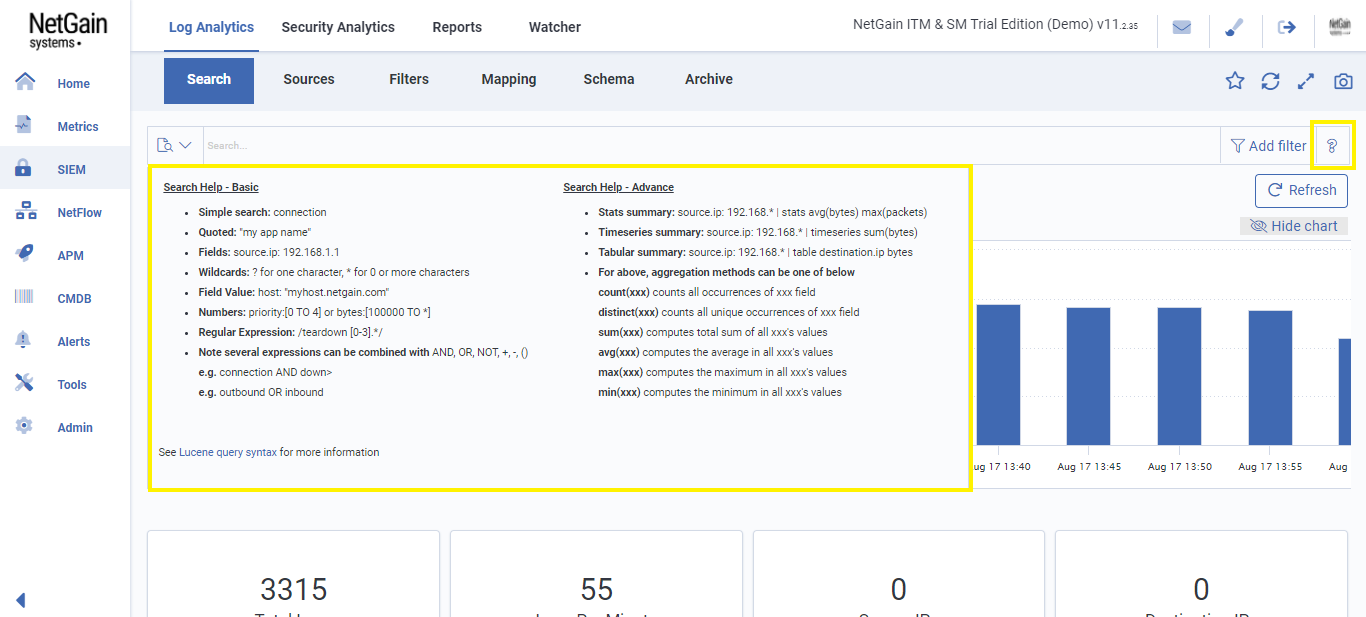 NetGain
systems
Log Analytics
Security Analytics
Reports
Watcher
NetGain ITM & SM Trial Edition (Demo) v11.2.35
NetGain
Home
Metrics
SIEM
NetFlow
APM
CMDB
Alerts
Tools
Admin
Search
Sources
Filters
Mapping
Schema
Archive
Search...
Add filter
?
Refresh
Hide chart
Search Help - Basic
• Simple search: connection
• Quoted: "my app name"
• Fields: source.ip: 192.168.1.1
• Wildcards: ? for one character, * for 0 or more characters
• Field Value: host: "myhost.netgain.com"
• Numbers: priority:[0 TO 4] or bytes:[100000 TO *]
• Regular Expression: /teardown [0-3].*/
• Note several expressions can be combined with AND, OR, NOT, +, -, ()
e.g. connection AND down>
e.g. outbound OR inbound
See Lucene query syntax for more information
Search Help - Advance
• Stats summary: source.ip: 192.168.* | stats avg(bytes) max(packets)
• Timeseries summary: source.ip: 192.168.* | timeseries sum(bytes)
• Tabular summary: source.ip: 192.168.* | table destination.ip bytes
• For above, aggregation methods can be one of below
count(xxx) counts all occurrences of xxx field
distinct(xxx) counts all unique occurrences of xxx field
sum(xxx) computes total sum of all xxx's values
avg(xxx) computes the average in all xxx's values
max(xxx) computes the maximum in all xxx's values
min(xxx) computes the minimum in all xxx's values
ug 17 13:40
Aug 17 13:45
Aug 17 13:50
Aug 17 13:55
Aug
3315
55
0
0